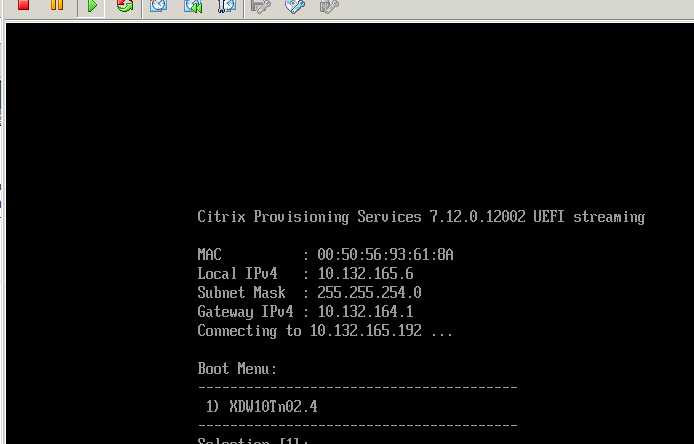 Citrix Provisioning Services 7.12.0.12002 UEFI streaming
MAC : 00:50:56:93:61:8A
Local IPv4 : 10.132.165.6
Subnet Mask : 255.255.254.0
Gateway IPv4 : 10.132.164.1
Connecting to 10.132.165.192 ...
Boot Menu:
----------------------------------------
1) XDW10Tn02.4
----------------------------------------
Selection [1]: